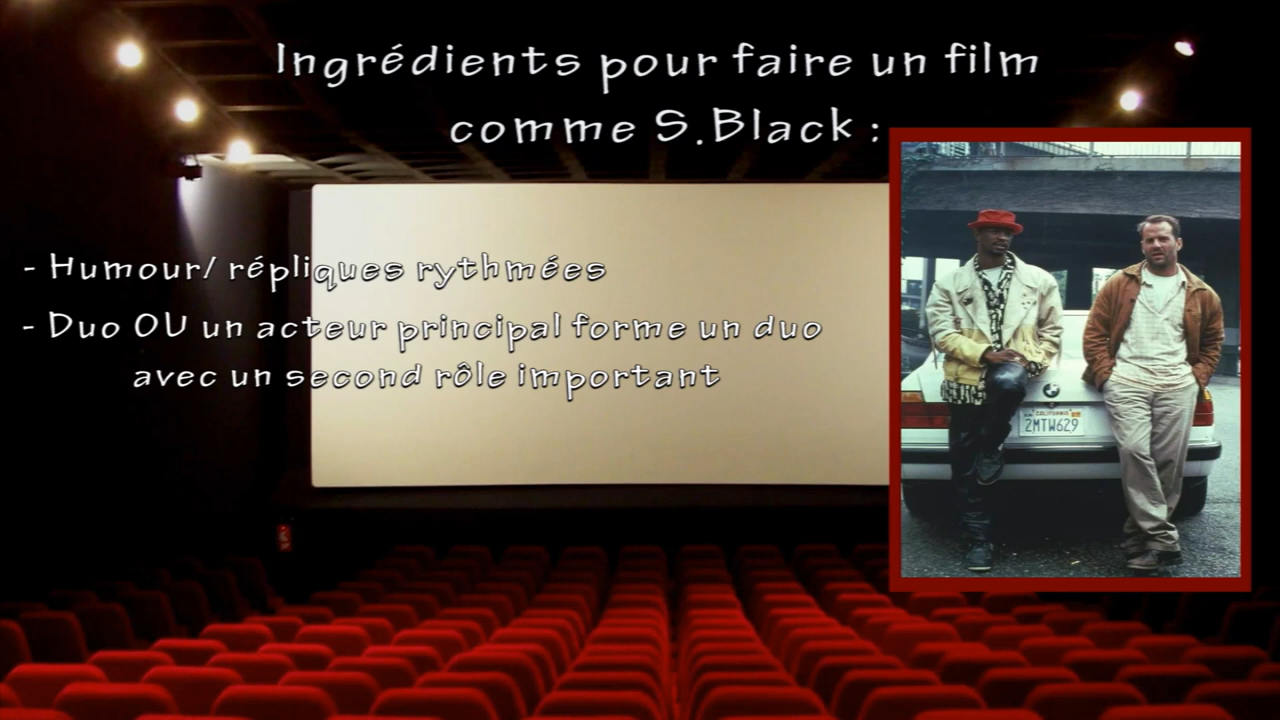 Ingrédients pour faire un film
comme S.Black :
- Humour/ répliques rythmées
- Duo OU un acteur principal forme un duo
avec un second rôle important
CALIFORNIA
2MTW629